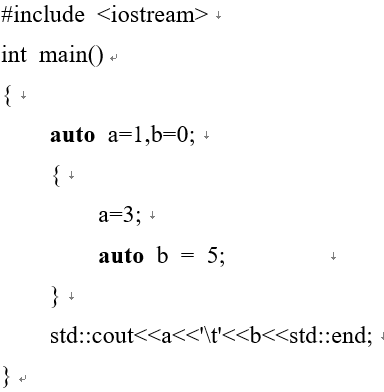 #include <iostream>
int main()
{
auto a=1,b=0;
{
a=3;
auto b = 5;
}
std::cout<<a<<'\t'<<b<<std::end;
}